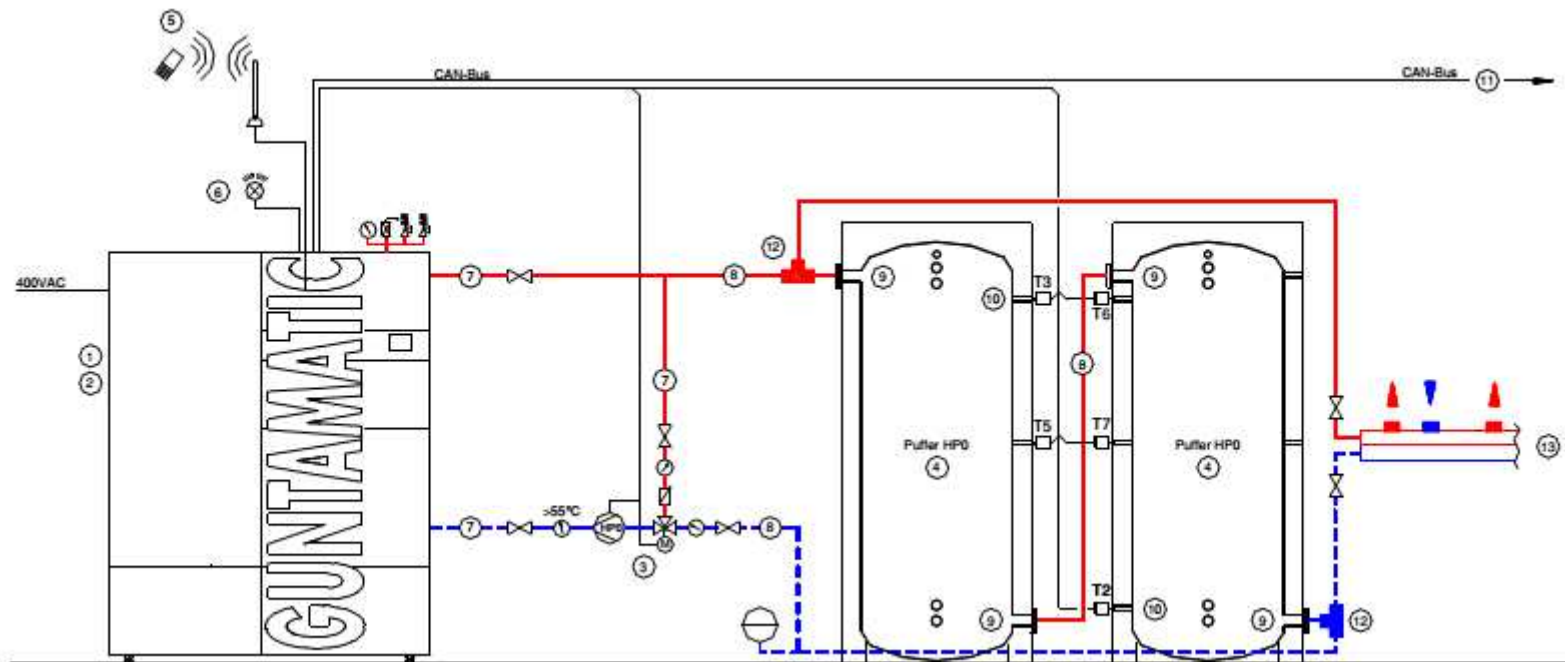 5
CAN-Bus
CAN-Bus 11
6
12
7 8 9 T3 9
400VAC
GUNTAMATIC
10 T6
1
2
7 8
T5 T7
Puffer HP0
4
Puffer HP0
4
13
>55°C
7 HP0 8
M
3
T2
9 10 9 12